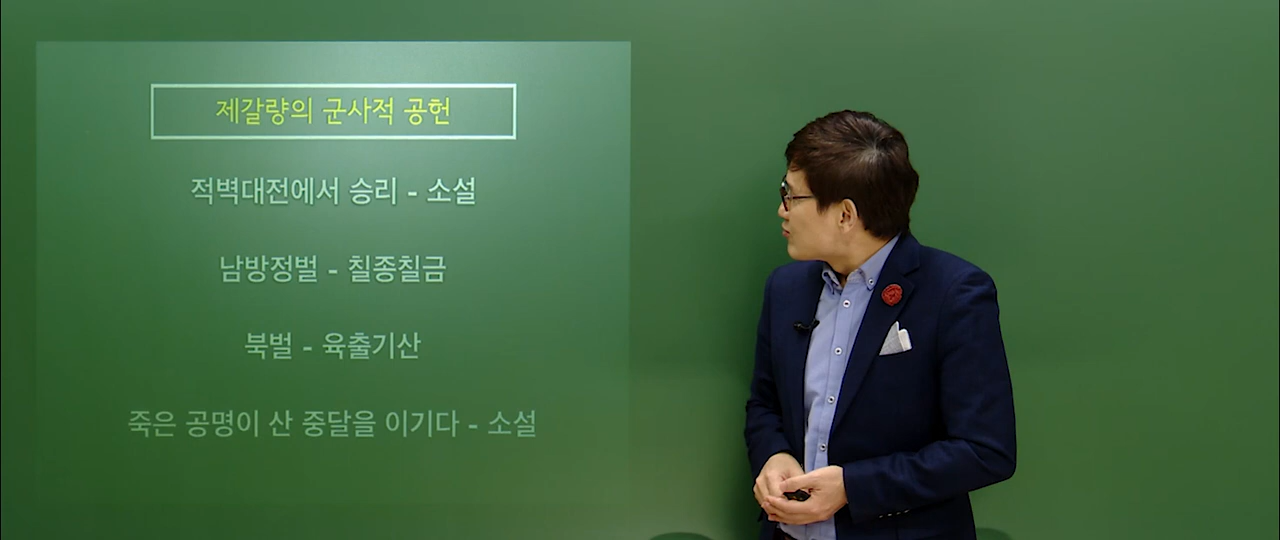 제갈량의 군사적 공헌
적벽대전에서 승리 - 소설
남방정벌 - 칠종칠금
북벌 - 육출기산
죽은 공명이 산 중달을 이기다 - 소설